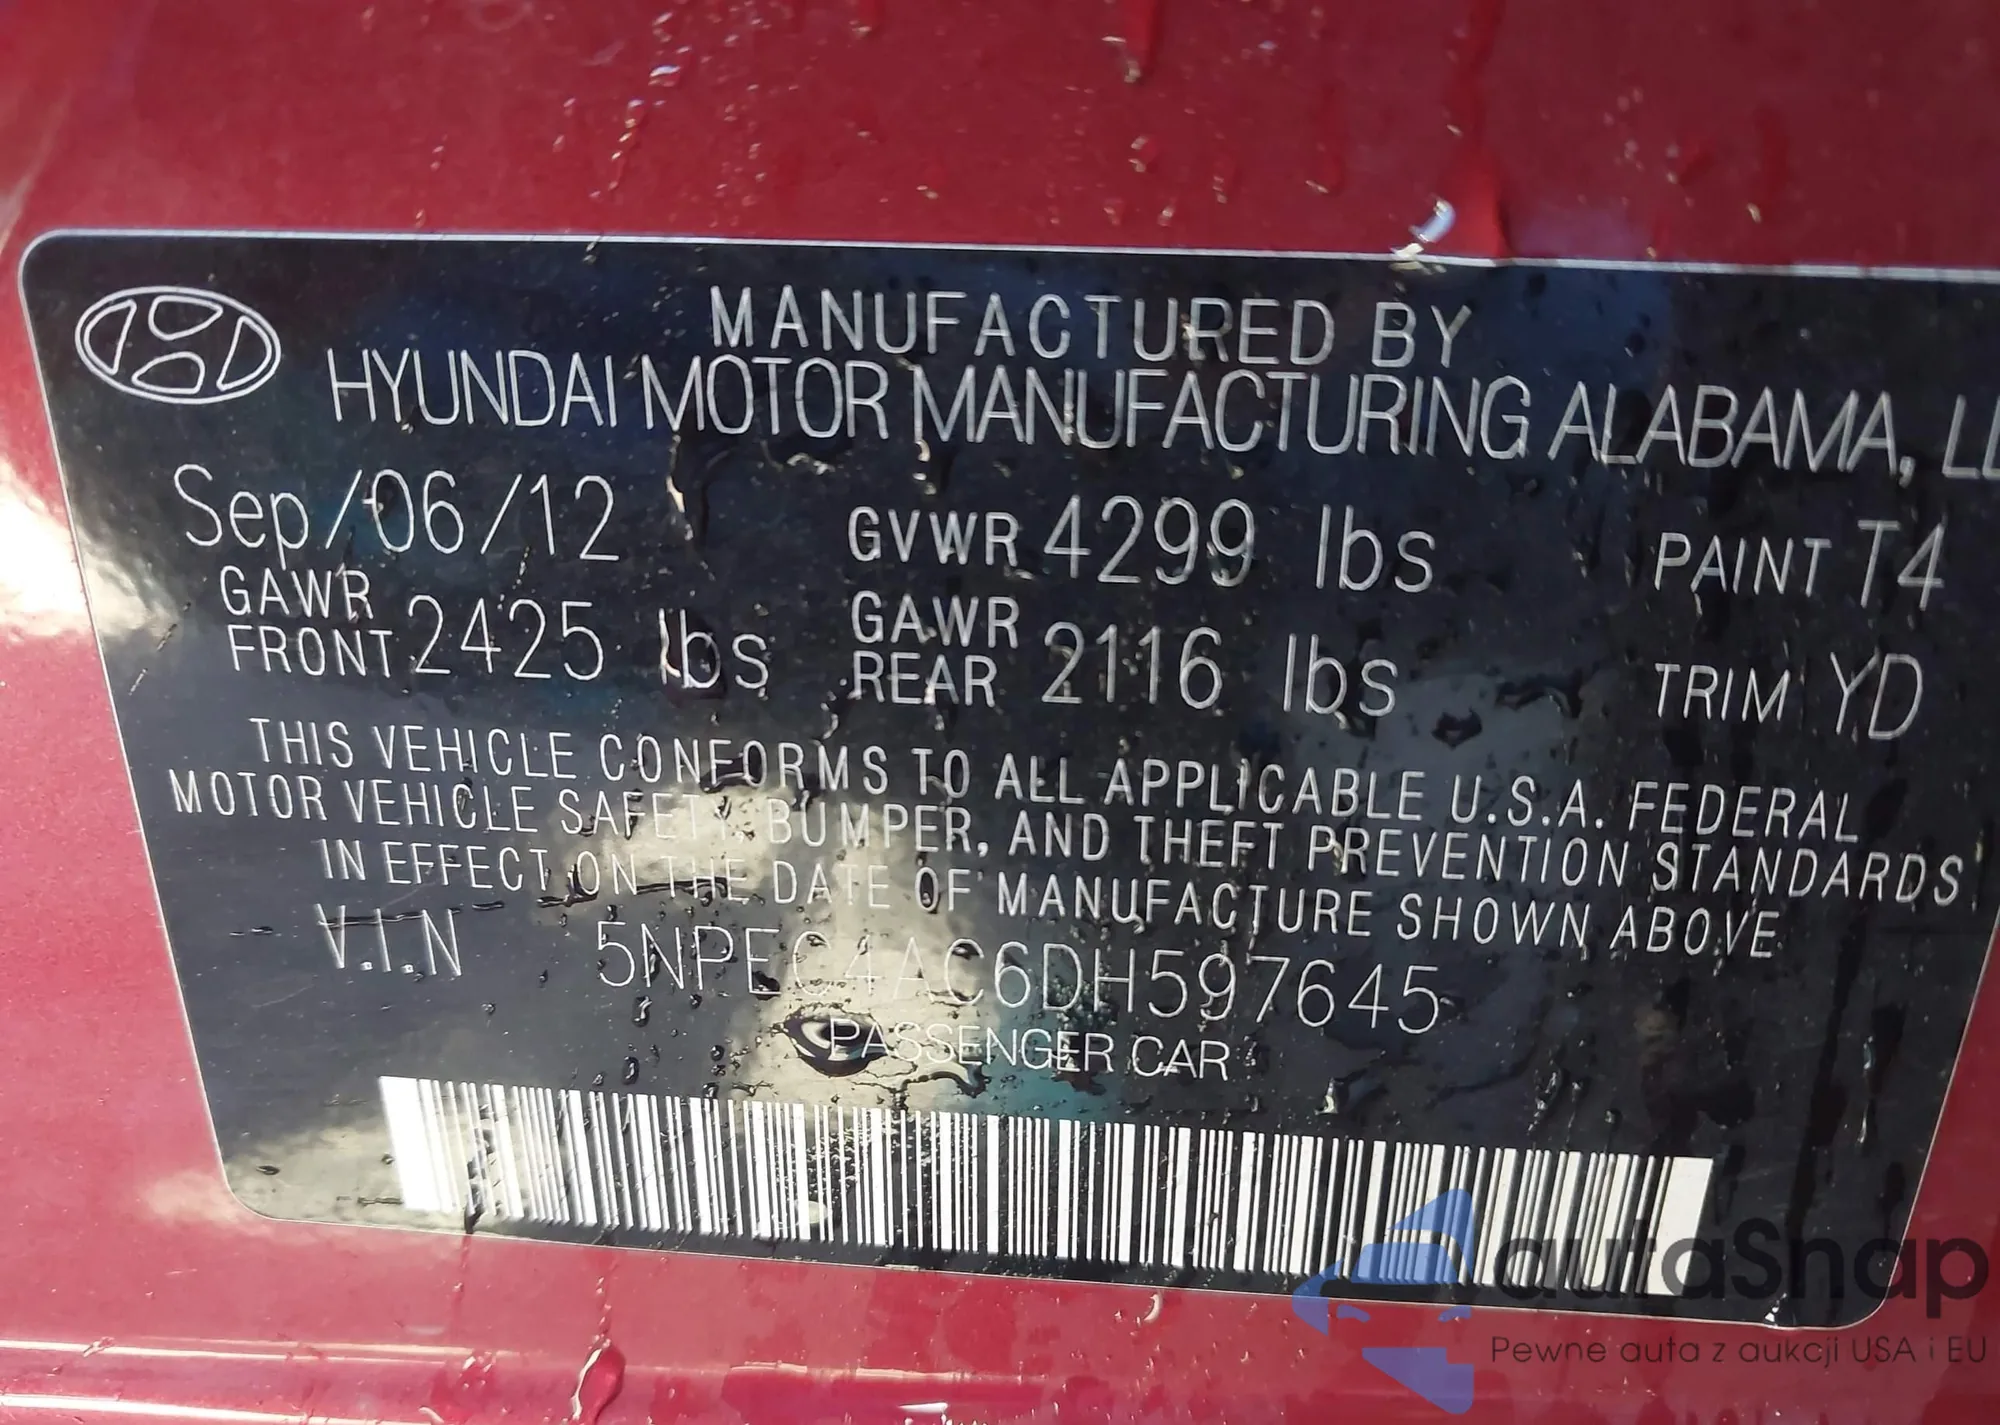 MANUFACTURED BY
HYUNDAI MOTOR MANUFACTURING ALABAMA, LL
Sep/06/12 GVWR 4299 lbs PAINT T4
GAWR FRONT 2425 lbs GAWR REAR 2116 lbs TRIM YD
THIS VEHICLE CONFORMS TO ALL APPLICABLE U.S.A. FEDERAL
MOTOR VEHICLE SAFETY, BUMPER, AND THEFT PREVENTION STANDARDS
IN EFFECT ON THE DATE OF MANUFACTURE SHOWN ABOVE
V.I.N 5NPEC4AC6DH597645
PASSENGER CAR
autaSnap
Pewne auta z aukcji USA i EU